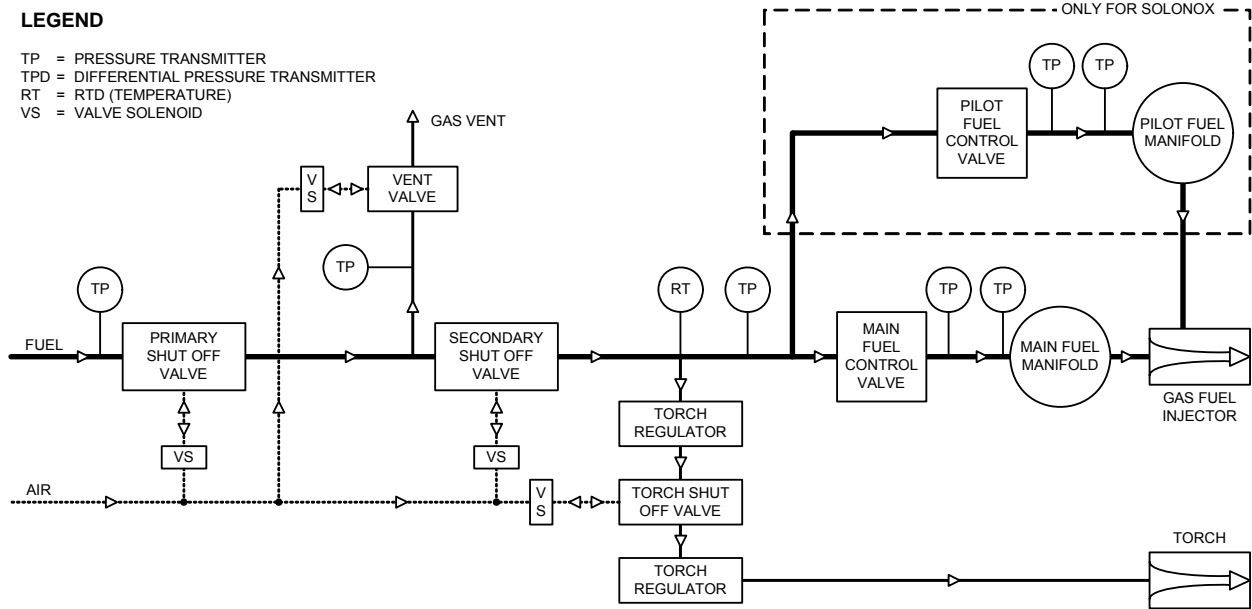 LEGEND
TP = PRESSURE TRANSMITTER
TPD = DIFFERENTIAL PRESSURE TRANSMITTER
RT = RTD (TEMPERATURE)
VS = VALVE SOLENOID
ONLY FOR SOLONOX
TP
TP
PILOT
FUEL
CONTROL
VALVE
PILOT FUEL
MANIFOLD
GAS VENT
V
S
VENT
VALVE
TP
TP
FUEL
PRIMARY
SHUT OFF
VALVE
SECONDARY
SHUT OFF
VALVE
RT
TP
MAIN
FUEL
CONTROL
VALVE
TP
TP
MAIN FUEL
MANIFOLD
GAS FUEL
INJECTOR
VS
VS
TORCH
REGULATOR
AIR
V
S
TORCH SHUT
OFF VALVE
TORCH
REGULATOR
TORCH